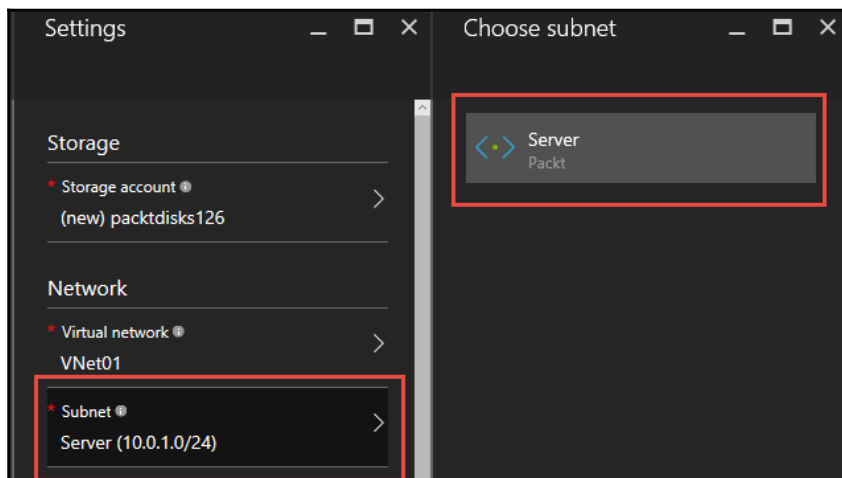 Settings
Choose subnet
Storage
* Storage account
(new) packtdisks126
Network
* Virtual network
VNet01
* Subnet
Server (10.0.1.0/24)
Server
Packt